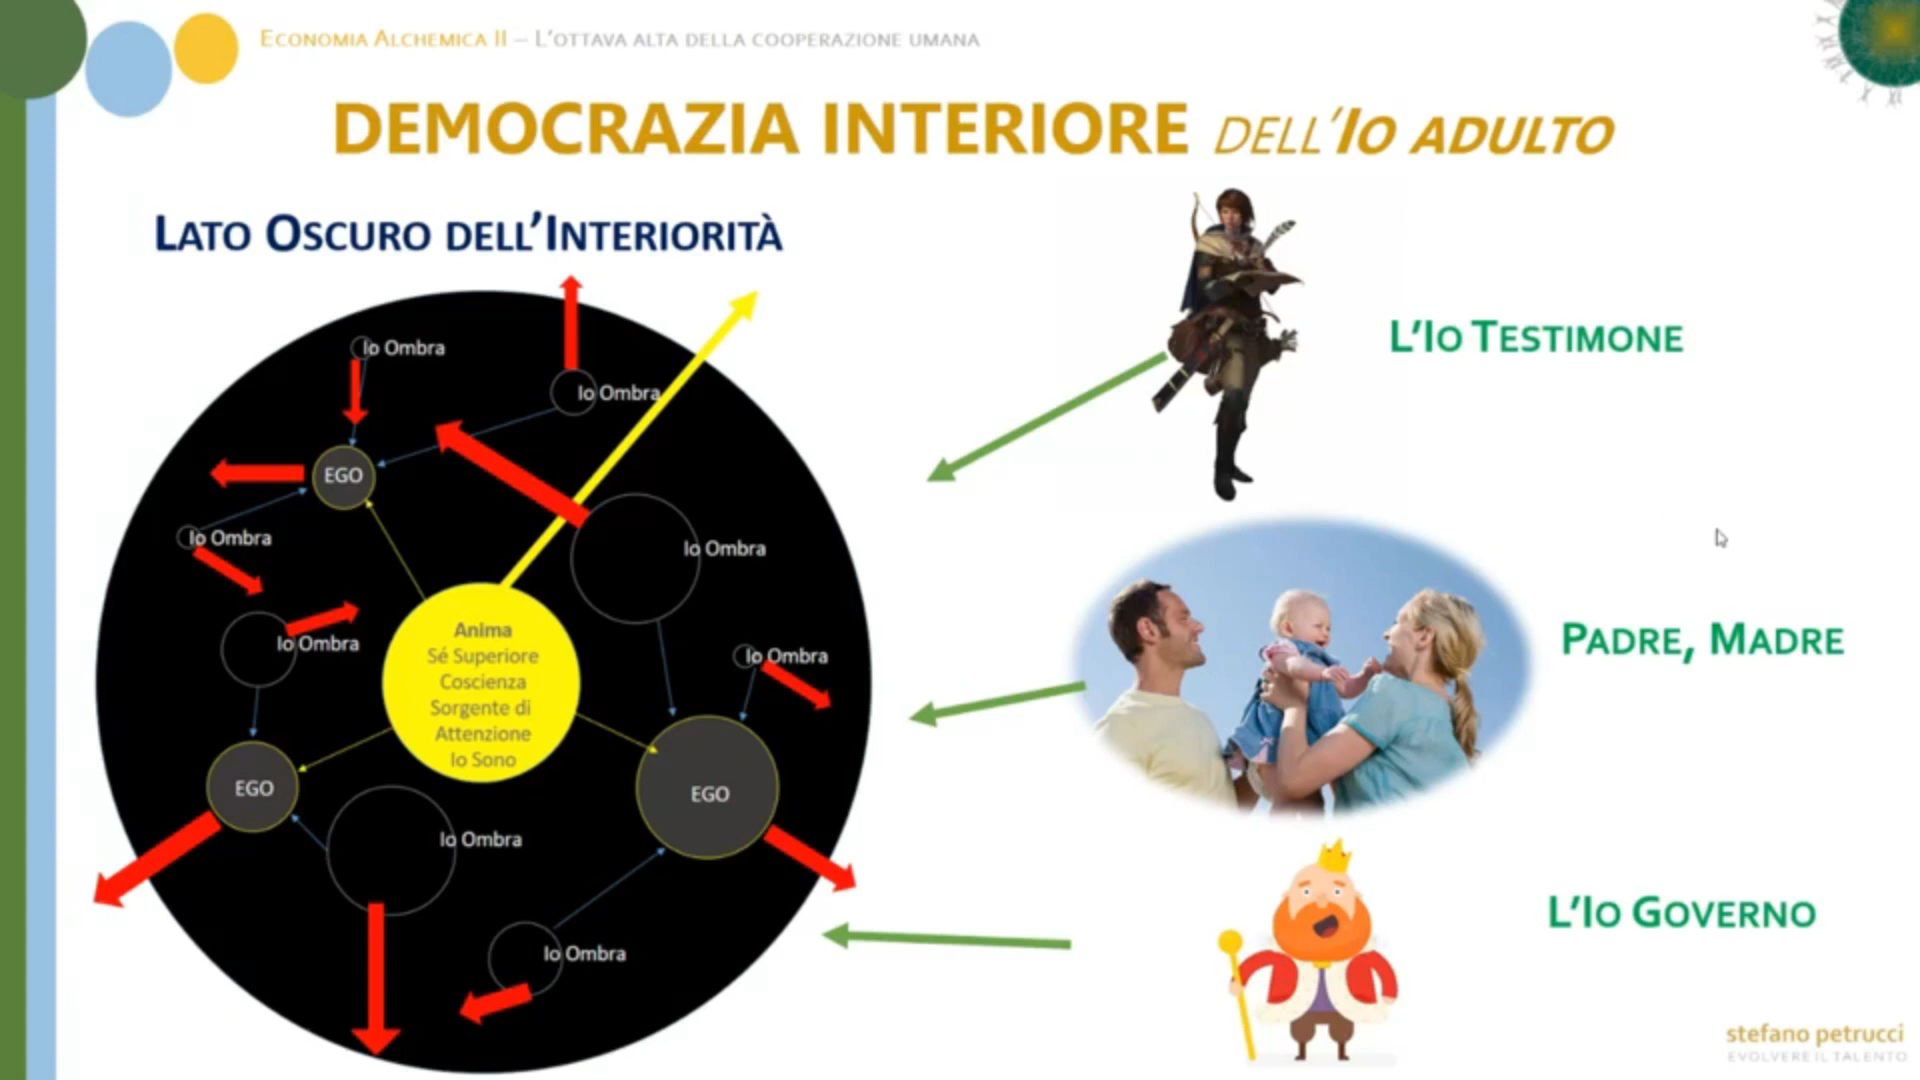 Economia Alchemica II – L'ottava alta della cooperazione umana
DEMOCRAZIA INTERIORE DELL'IO ADULTO
Lato Oscuro dell'Interiorità
Io Ombra
Io Ombra
EGO
Io Ombra
Io Ombra
Io Ombra
Io Ombra
Anima
Sé Superiore
Coscienza
Sorgente di
Attenzione
Io Sono
EGO
EGO
Io Ombra
Io Ombra
L'Io Testimone
Padre, Madre
L'Io Governo
stefano petrucci
EVOLVERE IL TALENTO